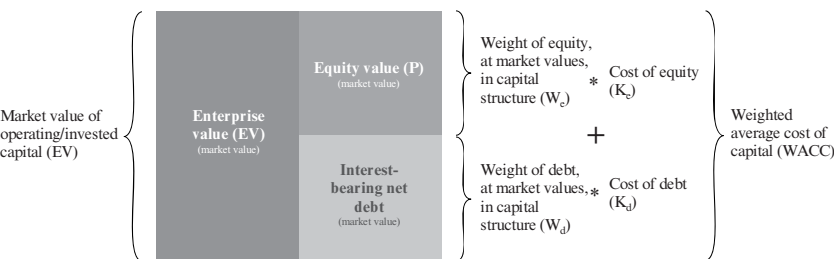 Market value of
operating/invested
capital (EV)
Enterprise
value (EV)
(market value)
Equity value (P)
(market value)
Interest-
bearing net
debt
(market value)
Weight of equity,
at market values,
in capital
structure (Wₑ)
* Cost of equity
(Kₑ)
+
Weight of debt,
at market values,
in capital
structure (W_d)
* Cost of debt
(K_d)
Weighted
average cost of
capital (WACC)